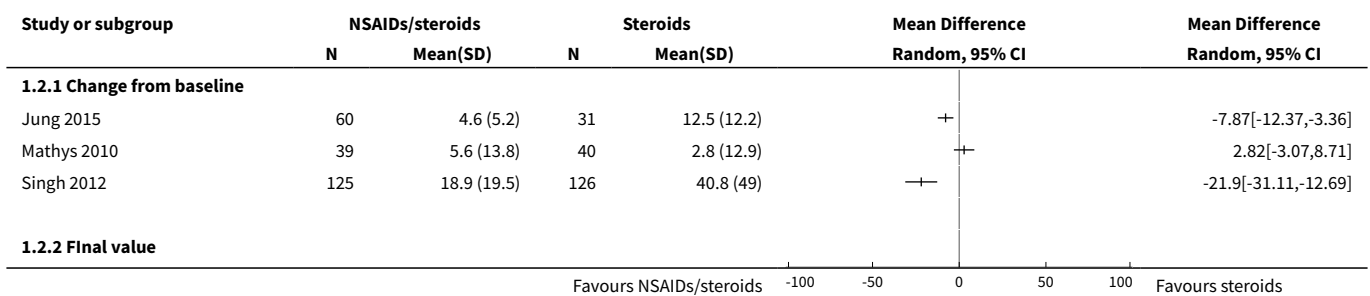 Study or subgroup NSAIDs/steroids Steroids Mean Difference Mean Difference
N Mean(SD) N Mean(SD) Random, 95% CI Random, 95% CI
1.2.1 Change from baseline
Jung 2015 60 4.6 (5.2) 31 12.5 (12.2) -7.87[-12.37,-3.36]
Mathys 2010 39 5.6 (13.8) 40 2.8 (12.9) 2.82[-3.07,8.71]
Singh 2012 125 18.9 (19.5) 126 40.8 (49) -21.9[-31.11,-12.69]
1.2.2 FInal value
Favours NSAIDs/steroids -100 -50 0 50 100 Favours steroids